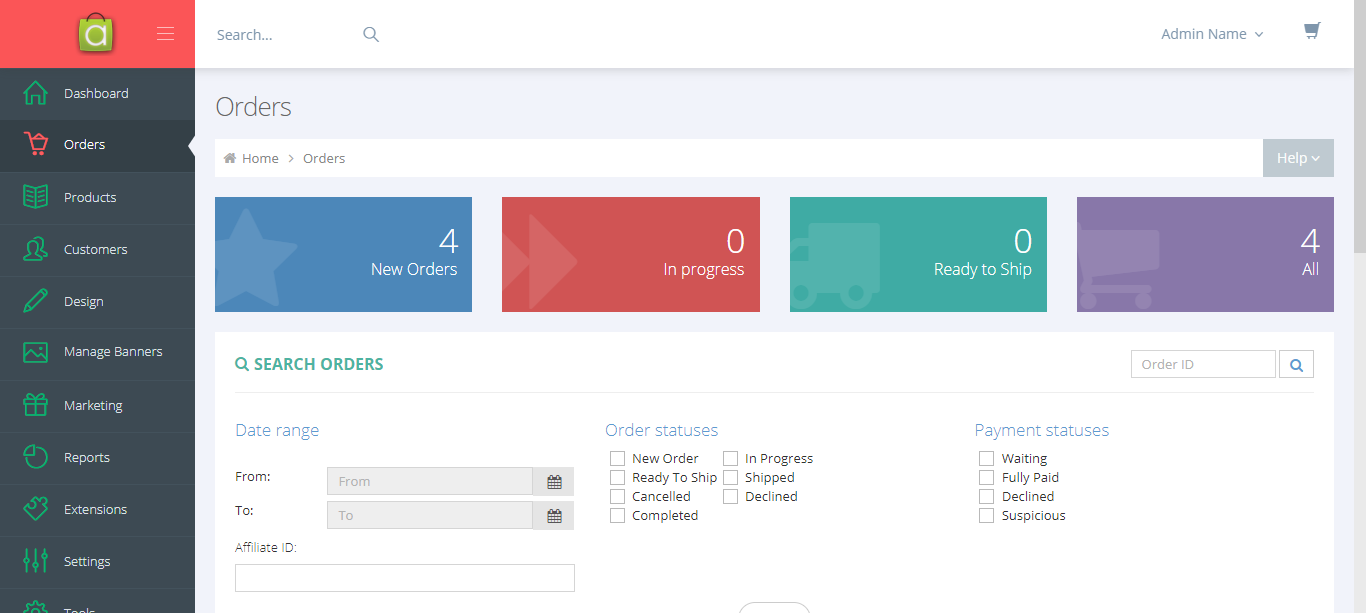 a
Search...
Admin Name
Dashboard
Orders
Products
Customers
Design
Manage Banners
Marketing
Reports
Extensions
Settings
Tools
Orders
Home > Orders
Help
4
New Orders
0
In progress
0
Ready to Ship
4
All
SEARCH ORDERS
Order ID
Date range
From:
From
To:
To
Affiliate ID:
Order statuses
New Order In Progress
Ready To Ship Shipped
Cancelled Declined
Completed
Payment statuses
Waiting
Fully Paid
Declined
Suspicious